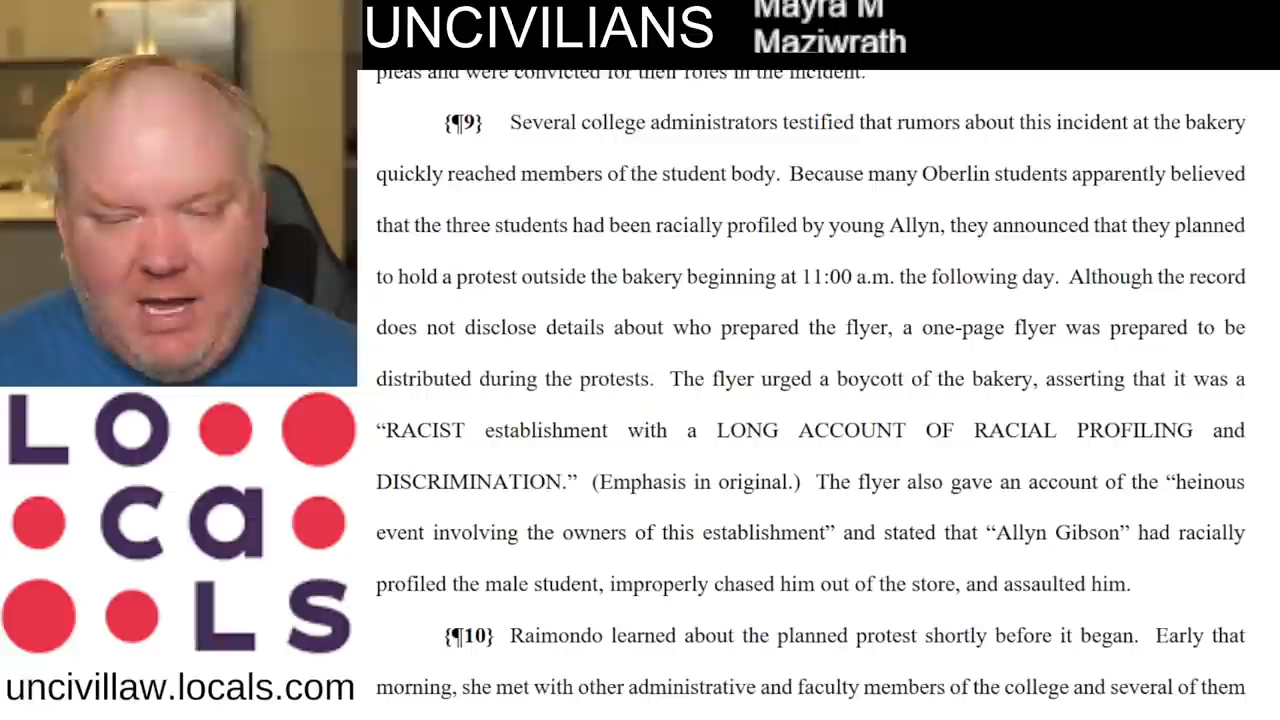 UNCIVILIANS
Mayra M
Maziwrath
pleas and were convicted for their roles in the incident.
{¶9} Several college administrators testified that rumors about this incident at the bakery
quickly reached members of the student body. Because many Oberlin students apparently believed
that the three students had been racially profiled by young Allyn, they announced that they planned
to hold a protest outside the bakery beginning at 11:00 a.m. the following day. Although the record
does not disclose details about who prepared the flyer, a one-page flyer was prepared to be
distributed during the protests. The flyer urged a boycott of the bakery, asserting that it was a
“RACIST establishment with a LONG ACCOUNT OF RACIAL PROFILING and
DISCRIMINATION.” (Emphasis in original.) The flyer also gave an account of the “heinous
event involving the owners of this establishment” and stated that “Allyn Gibson” had racially
profiled the male student, improperly chased him out of the store, and assaulted him.
{¶10} Raimondo learned about the planned protest shortly before it began. Early that
morning, she met with other administrative and faculty members of the college and several of them
LO
ca
LS
uncivillaw.locals.com